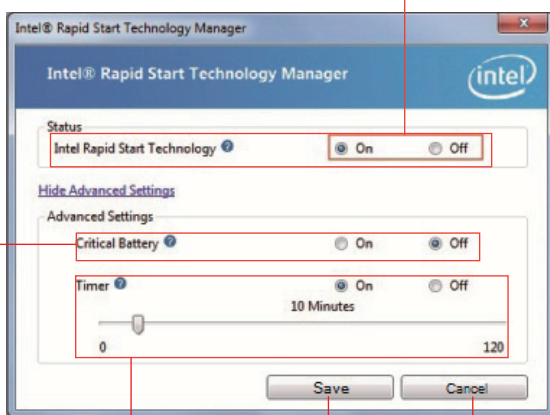 Intel® Rapid Start Technology Manager
Intel® Rapid Start Technology Manager
intel
Status
Intel Rapid Start Technology ? On Off
Hide Advanced Settings
Advanced Settings
Critical Battery ? On Off
Timer ? On Off
10 Minutes
0 120
Save Cancel